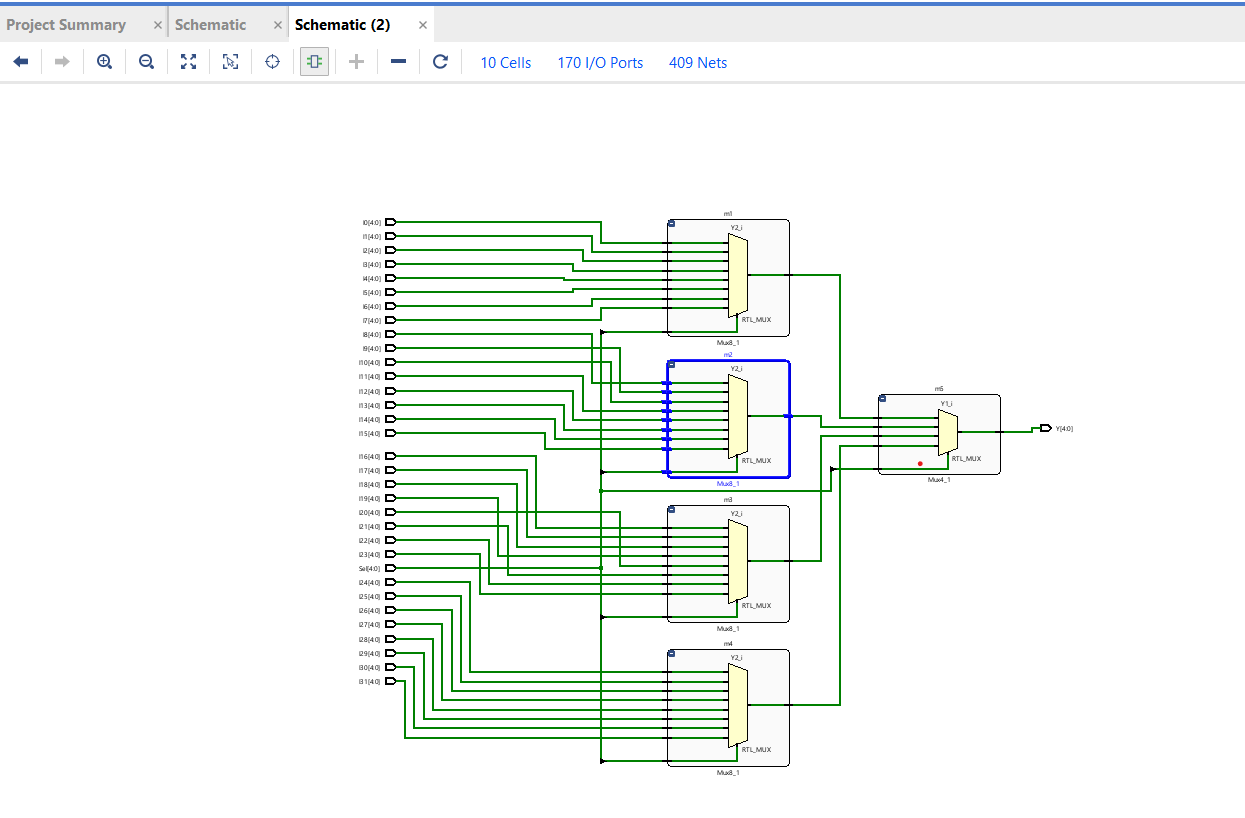 Project Summary × Schematic × Schematic (2) ×
10 Cells 170 I/O Ports 409 Nets
m1
I0[4:0]
Y2_i
I1[4:0]
I2[4:0]
I3[4:0]
I4[4:0]
I5[4:0]
I6[4:0]
I7[4:0]
RTL_MUX
I8[4:0]
Mux8_1
I9[4:0]
m2
I10[4:0]
Y2_i
I11[4:0]
I12[4:0]
I13[4:0]
I14[4:0]
I15[4:0]
RTL_MUX
Mux8_1
m5
Y1_i
Y[4:0]
RTL_MUX
Mux4_1
I16[4:0]
I17[4:0]
I18[4:0]
I19[4:0]
m3
I20[4:0]
Y2_i
I21[4:0]
I22[4:0]
I23[4:0]
Sel[4:0]
I24[4:0]
I25[4:0]
RTL_MUX
I26[4:0]
I27[4:0]
Mux8_1
I28[4:0]
m4
I29[4:0]
Y2_i
I30[4:0]
I31[4:0]
RTL_MUX
Mux8_1